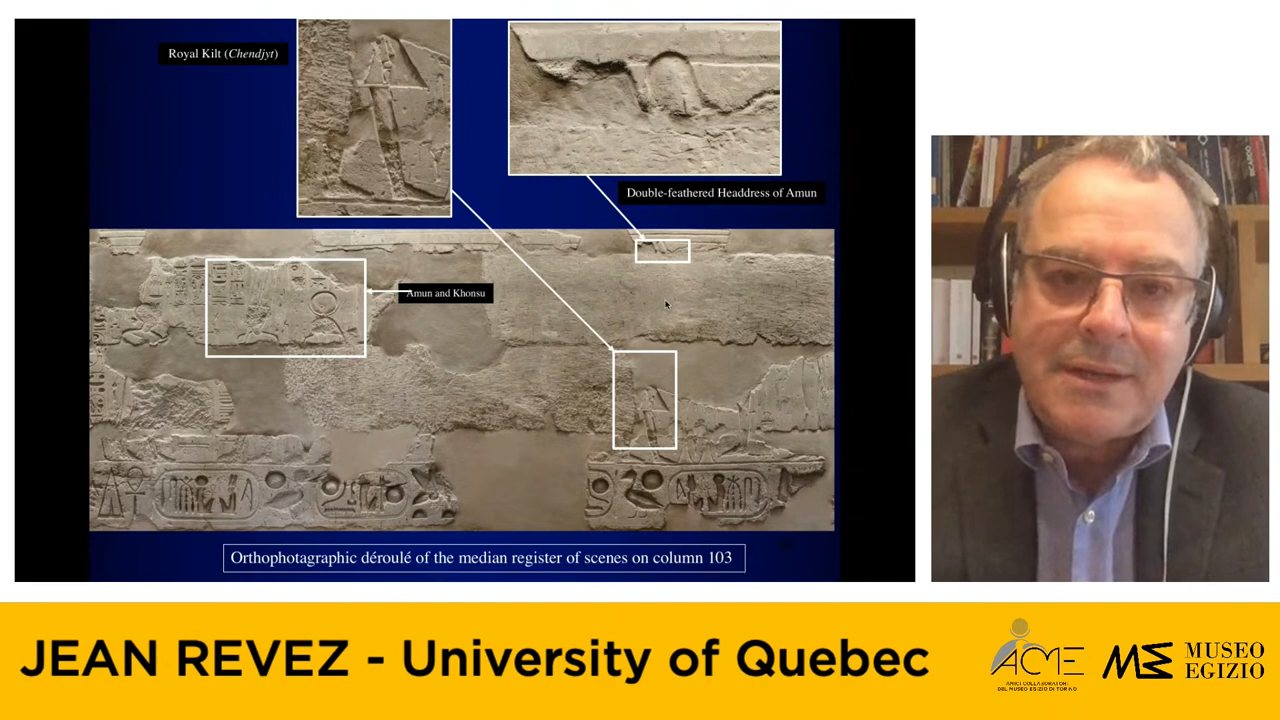 Royal Kilt (Chendjyt)
Double-feathered Headdress of Amun
Amun and Khonsu
Orthophotagraphic déroulé of the median register of scenes on column 103
JEAN REVEZ - University of Quebec
ACME
AMICI COLLABORATORI
DEL MUSEO EGIZIO DI TORINO
ME
MUSEO
EGIZIO